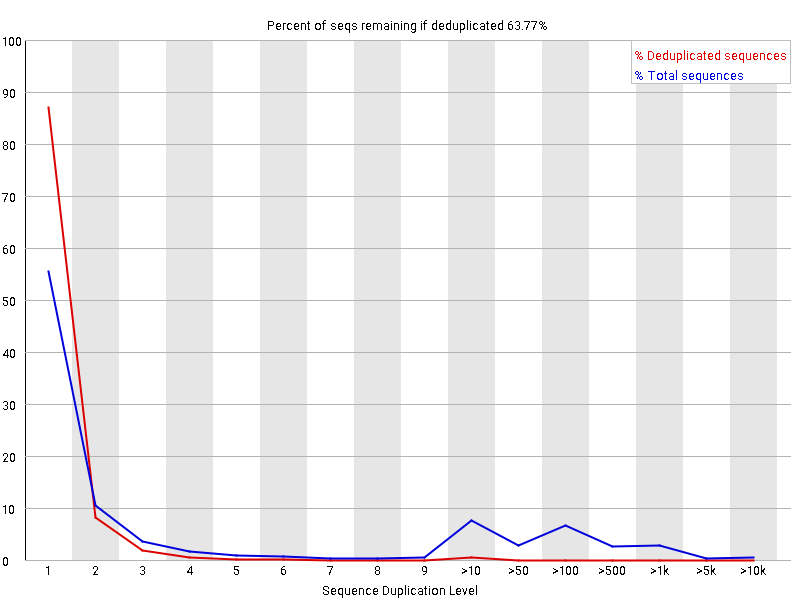 Percent of seqs remaining if deduplicated 63.77%
% Deduplicated sequences
% Total sequences
100
90
80
70
60
50
40
30
20
10
0
1 2 3 4 5 6 7 8 9 >10 >50 >100 >500 >1k >5k >10k
Sequence Duplication Level